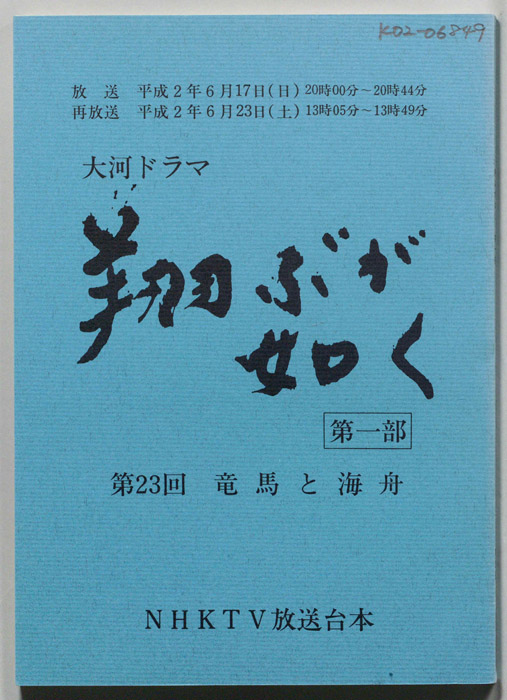 K02-06849
放送 平成2年6月17日(日) 20時00分~20時44分
再放送 平成2年6月23日(土) 13時05分~13時49分
大河ドラマ
翔ぶが
如く
第一部
第23回 竜馬と海舟
NHKTV放送台本